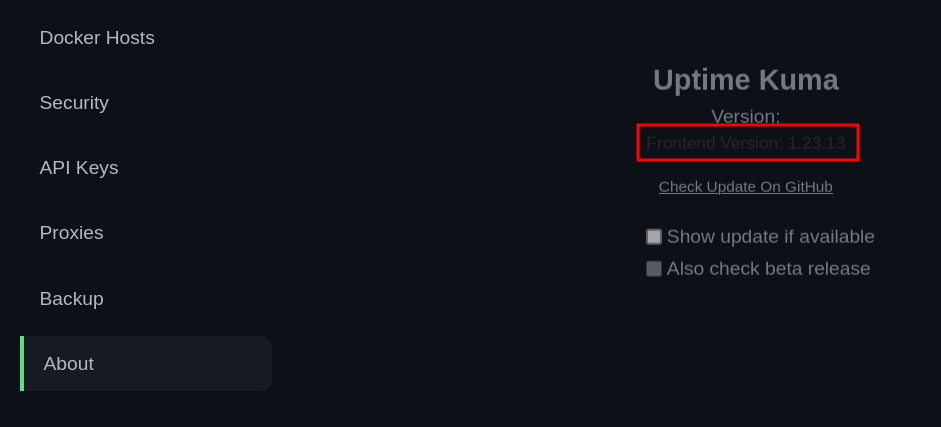 Docker Hosts
Security
API Keys
Proxies
Backup
About
Uptime Kuma
Version:
Frontend Version: 1.23.13
Check Update On GitHub
Show update if available
Also check beta release